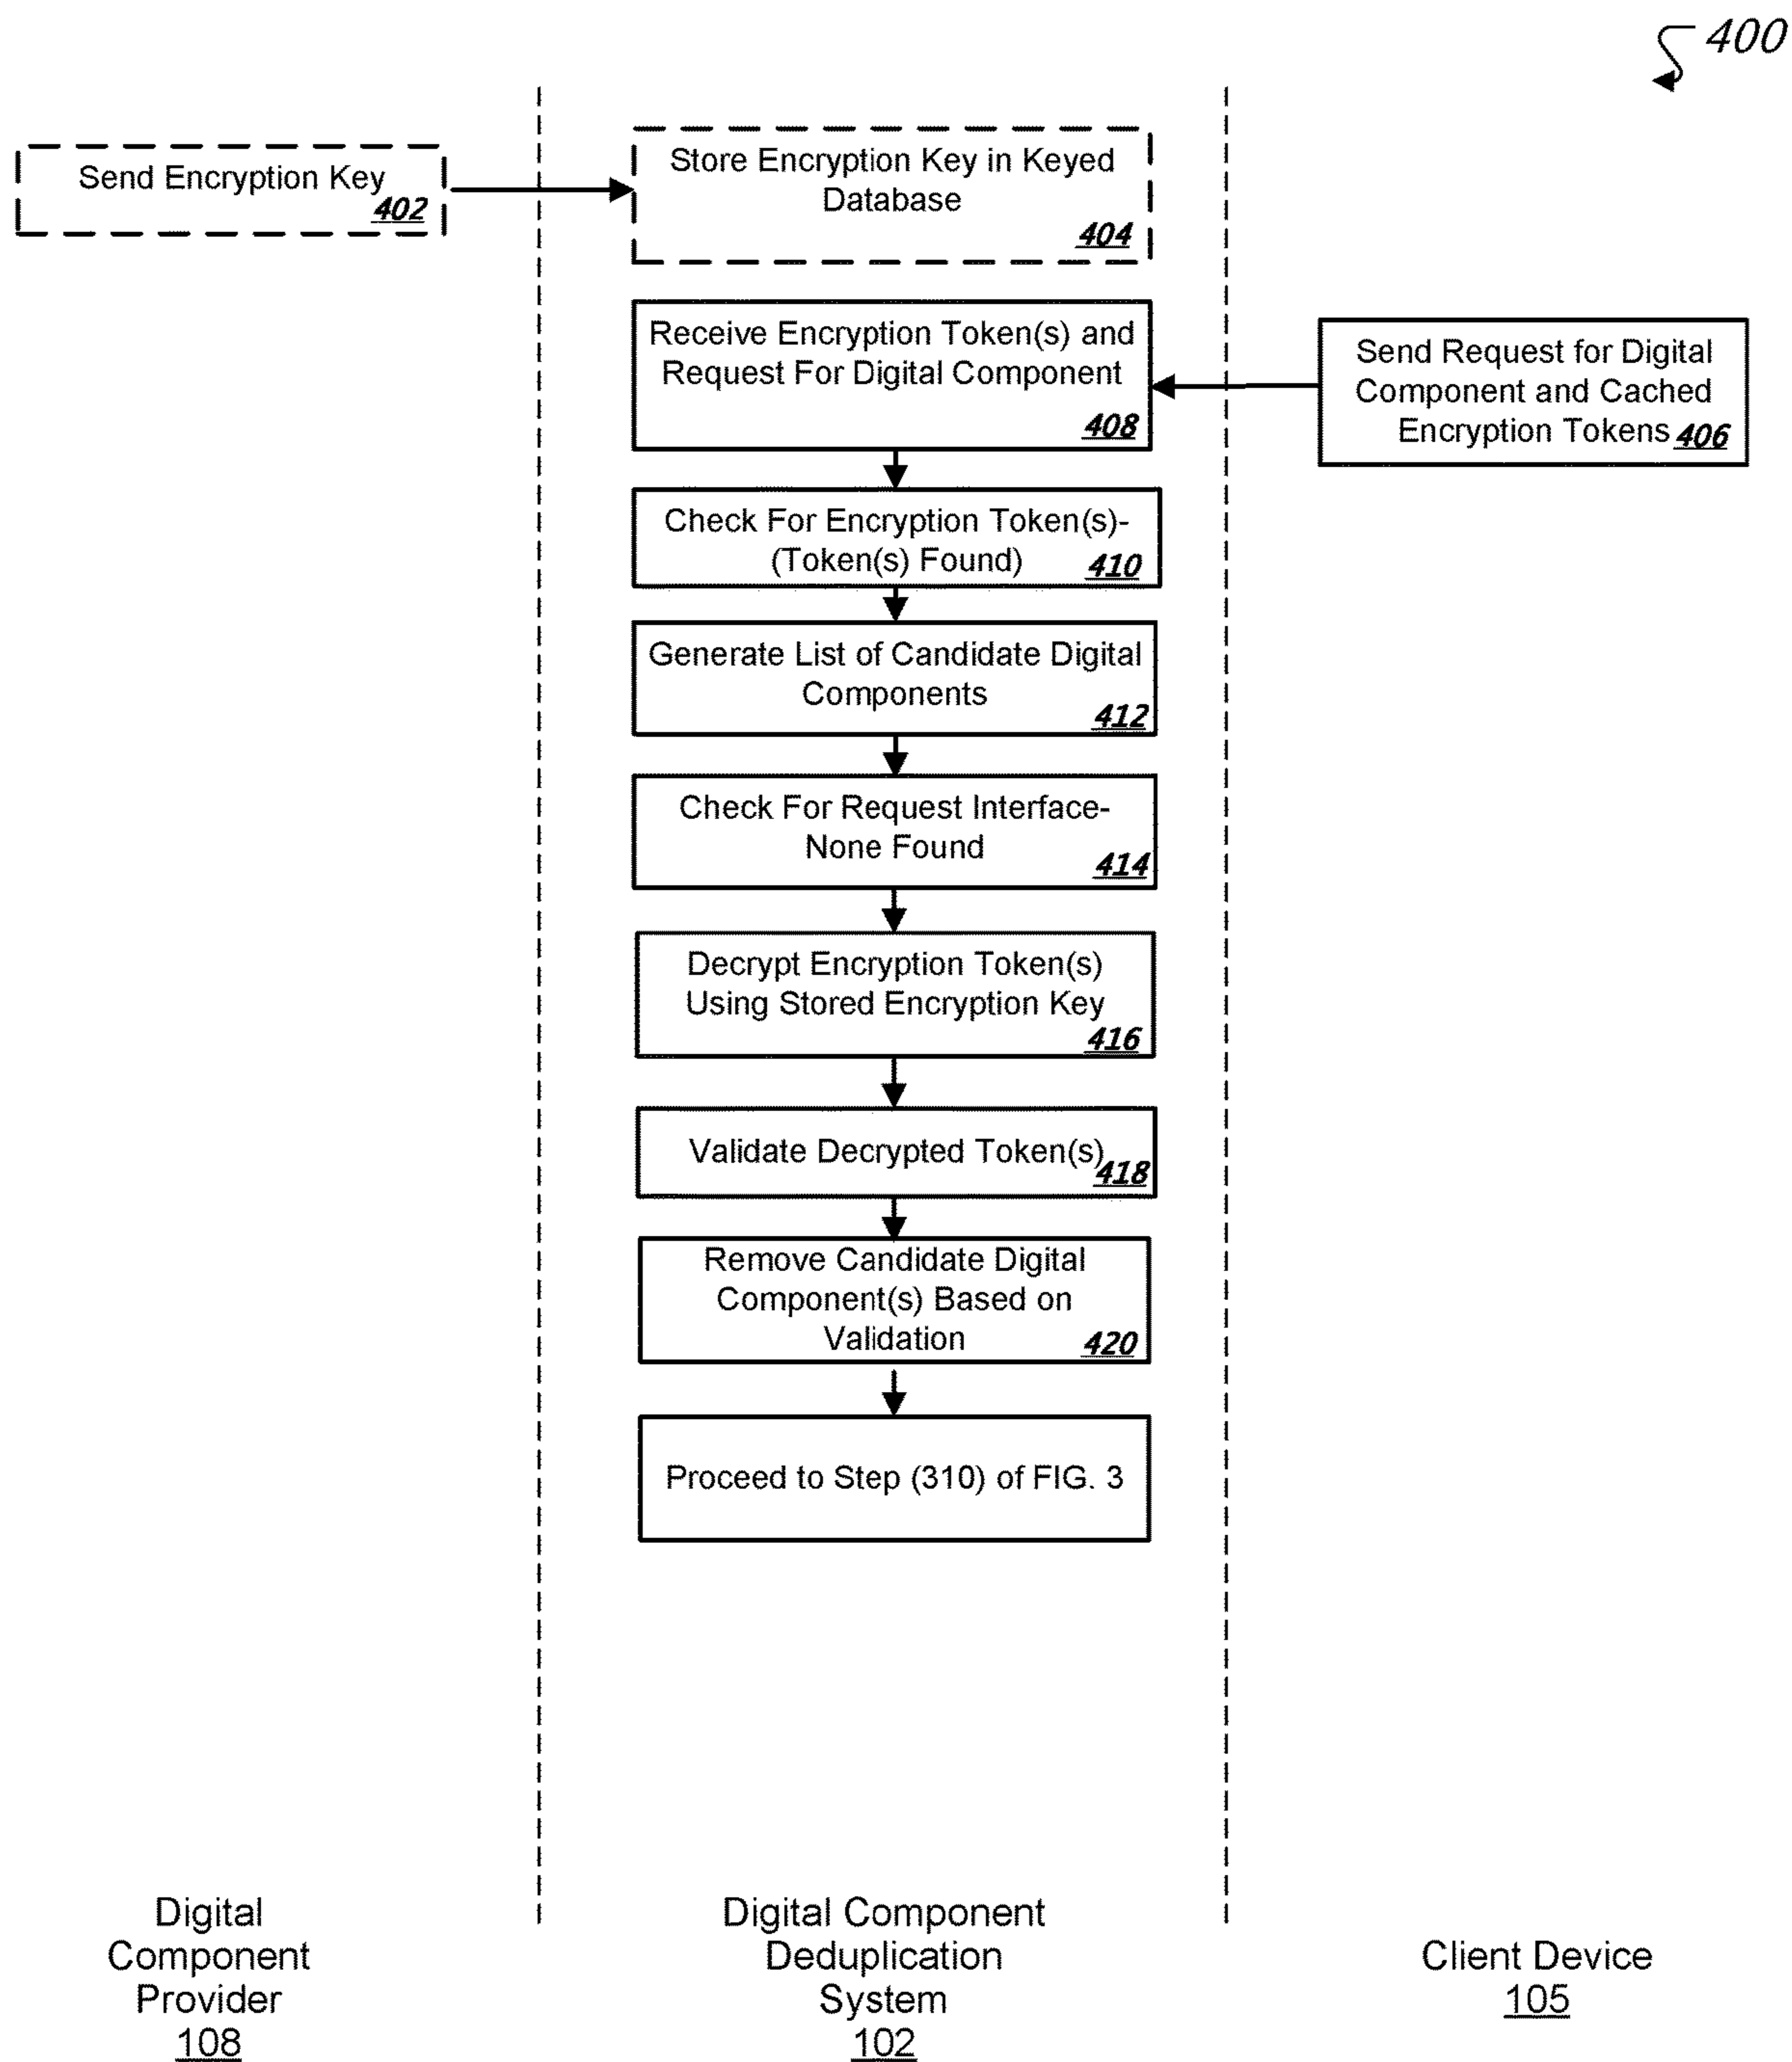 400
Send Encryption Key
402
Store Encryption Key in Keyed
Database
404
Receive Encryption Token(s) and
Request For Digital Component
408
Send Request for Digital
Component and Cached
Encryption Tokens 406
Check For Encryption Token(s)-
(Token(s) Found) 410
Generate List of Candidate Digital
Components
412
Check For Request Interface-
None Found
414
Decrypt Encryption Token(s)
Using Stored Encryption Key
416
Validate Decrypted Token(s)
418
Remove Candidate Digital
Component(s) Based on
Validation 420
Proceed to Step (310) of FIG. 3
Digital
Component
Provider
108
Digital Component
Deduplication
System
102
Client Device
105